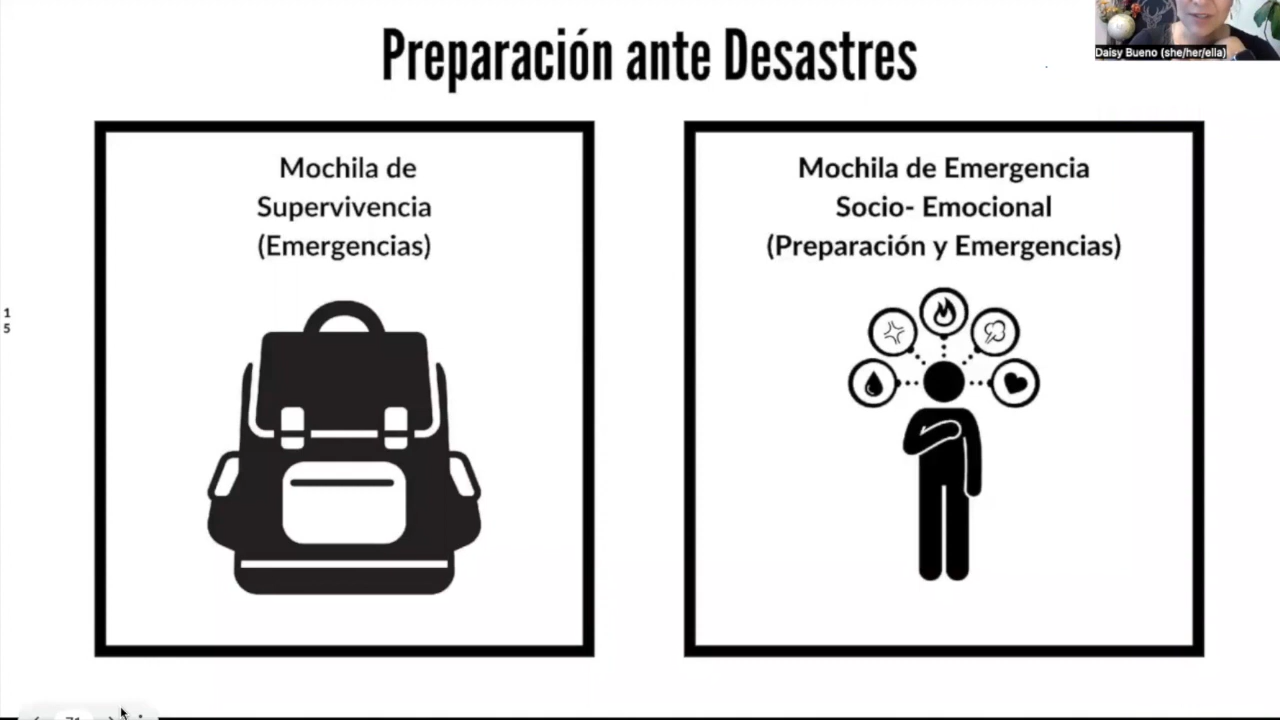 Preparación ante Desastres
Daisy Bueno (she/her/ella)
Mochila de
Supervivencia
(Emergencias)
Mochila de Emergencia
Socio- Emocional
(Preparación y Emergencias)
1
5